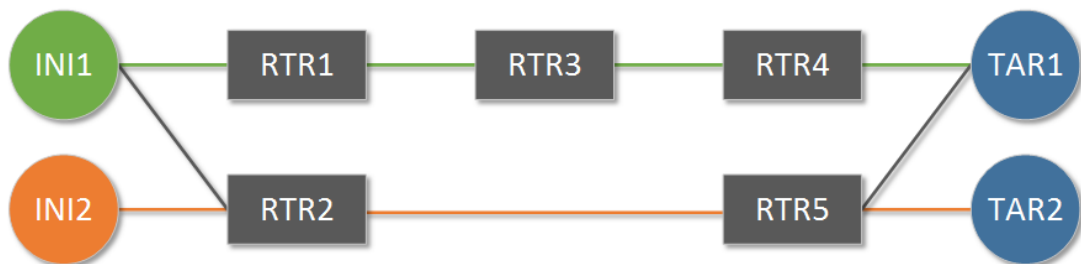 INI1 RTR1 RTR3 RTR4 TAR1
INI2 RTR2 RTR5 TAR2